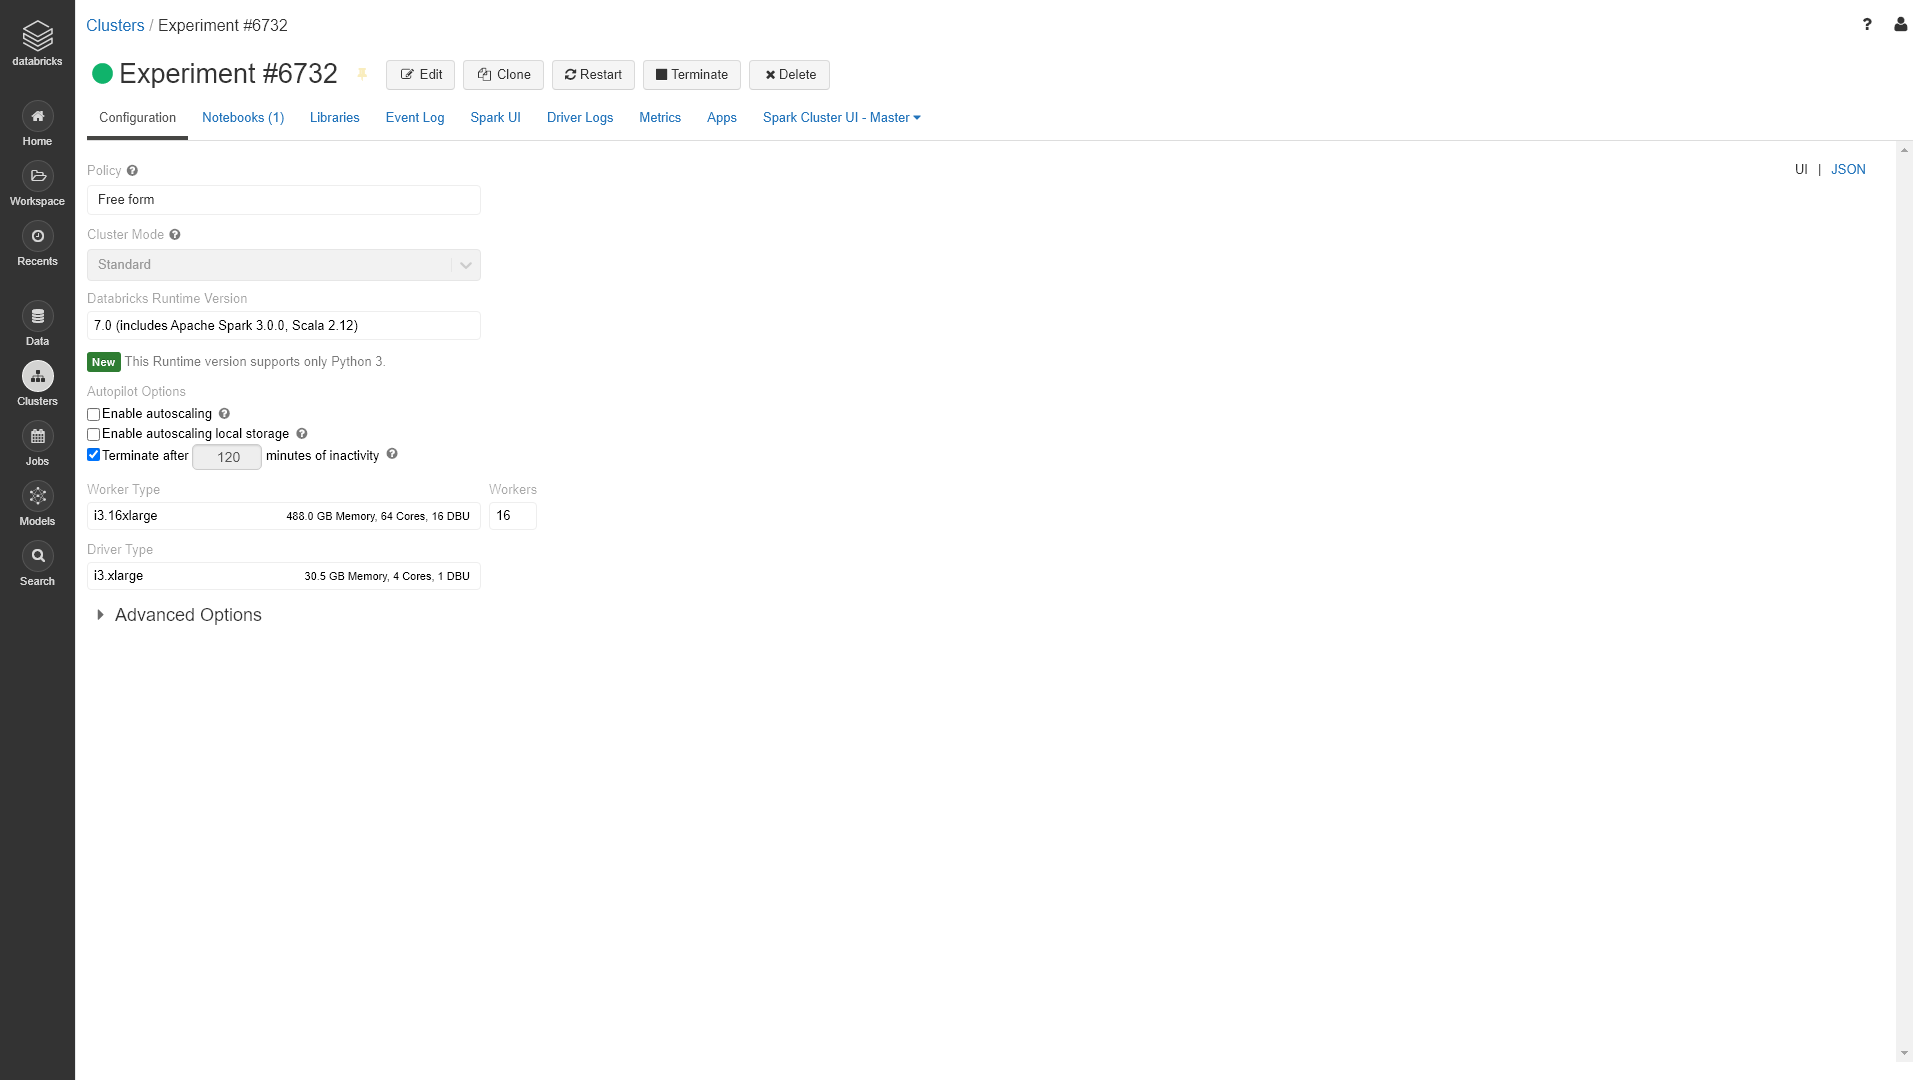 databricks
Home
Workspace
Recents
Data
Clusters
Jobs
Models
Search
Clusters / Experiment #6732
?
Experiment #6732
Edit
Clone
Restart
Terminate
Delete
Configuration
Notebooks (1)
Libraries
Event Log
Spark UI
Driver Logs
Metrics
Apps
Spark Cluster UI - Master
UI | JSON
Policy ?
Free form
Cluster Mode ?
Standard
Databricks Runtime Version
7.0 (includes Apache Spark 3.0.0, Scala 2.12)
New This Runtime version supports only Python 3.
Autopilot Options
Enable autoscaling ?
Enable autoscaling local storage ?
Terminate after 120 minutes of inactivity ?
Worker Type Workers
i3.16xlarge 488.0 GB Memory, 64 Cores, 16 DBU 16
Driver Type
i3.xlarge 30.5 GB Memory, 4 Cores, 1 DBU
Advanced Options